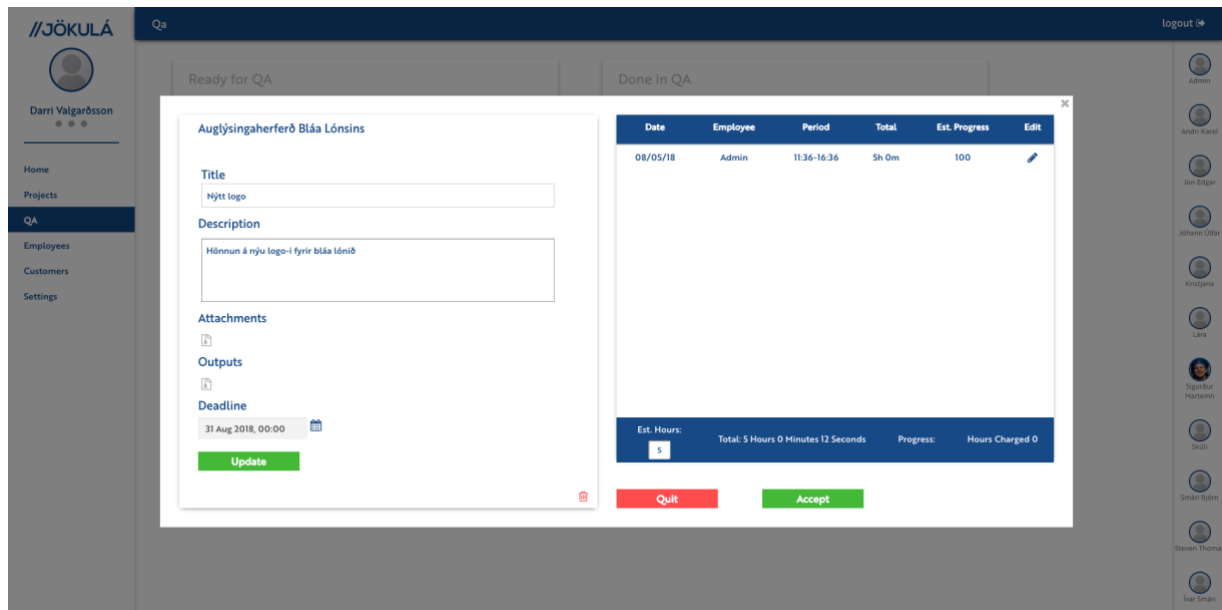 //JÖKULÁ
Qa
logout
Darri Valgarðsson
Home
Projects
QA
Employees
Customers
Settings
Ready for QA
Done in QA
Auglýsingaherferð Bláa Lónsins
Title
Nýtt logo
Description
Hönnun á nýu logo-i fyrir bláa lónið
Attachments
Outputs
Deadline
31 Aug 2018, 00:00
Update
Date Employee Period Total Est. Progress Edit
08/05/18 Admin 11:36-16:36 5h 0m 100
Est. Hours:
5
Total: 5 Hours 0 Minutes 12 Seconds Progress: Hours Charged 0
Quit Accept
Admin
Andri Karel
Jón Edgar
Jóhann Úlfar
Kristjana
Lára
Sigurður
Marteinn
Skúli
Smári Björn
Steven Thoma
Ívar Smári